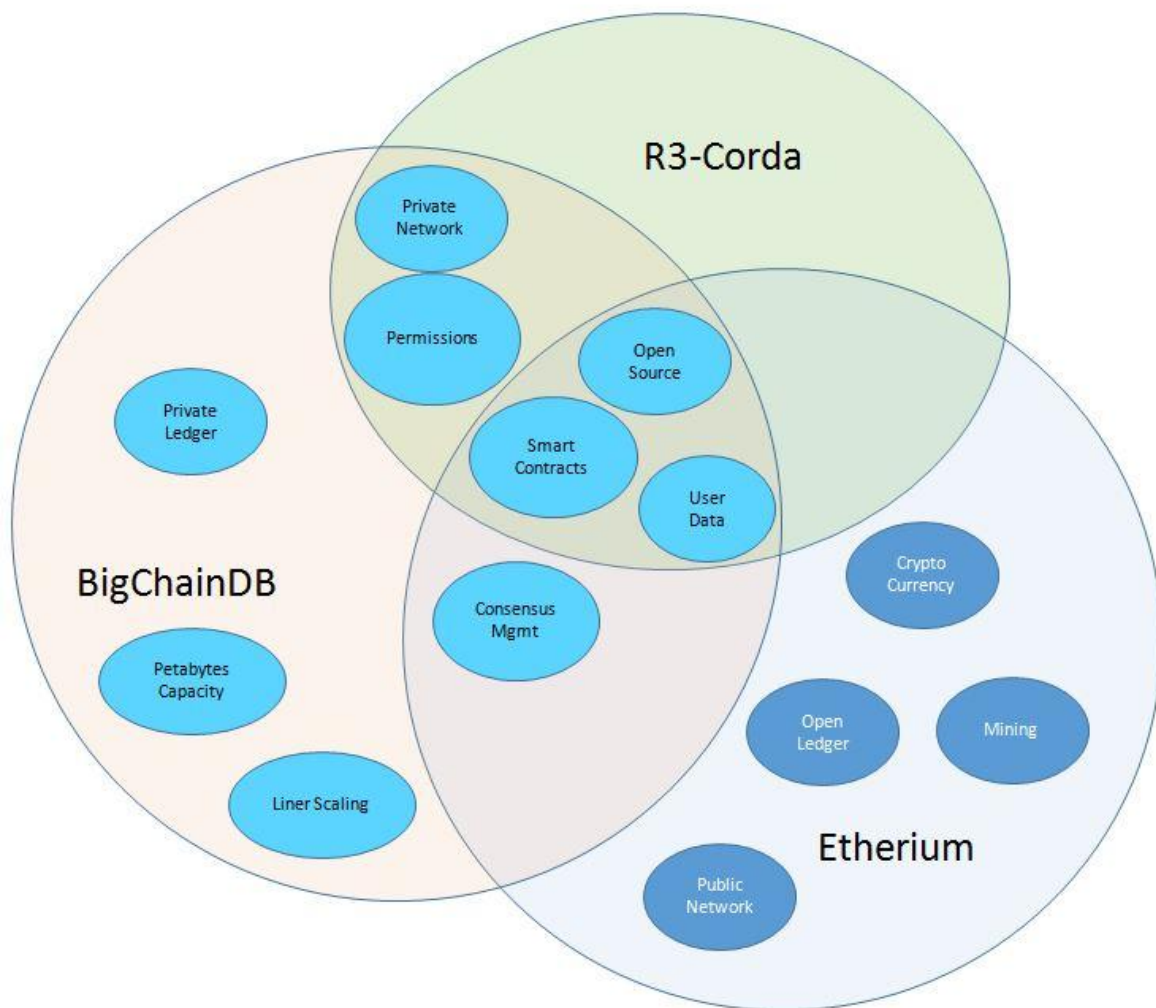 R3-Corda
Private
Network
Permissions
Open
Source
Private
Ledger
Smart
Contracts
User
Data
BigChainDB
Crypto
Currency
Consensus
Mgmt
Petabytes
Capacity
Open
Ledger
Mining
Liner Scaling
Etherium
Public
Network